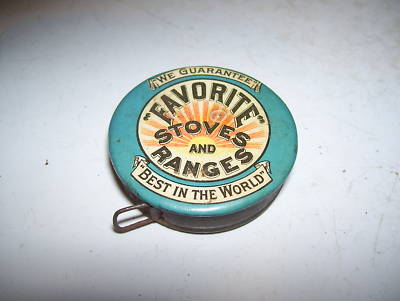 "WE GUARANTEE"
"FAVORITE"
STOVES
AND
RANGES
"BEST IN THE WORLD"